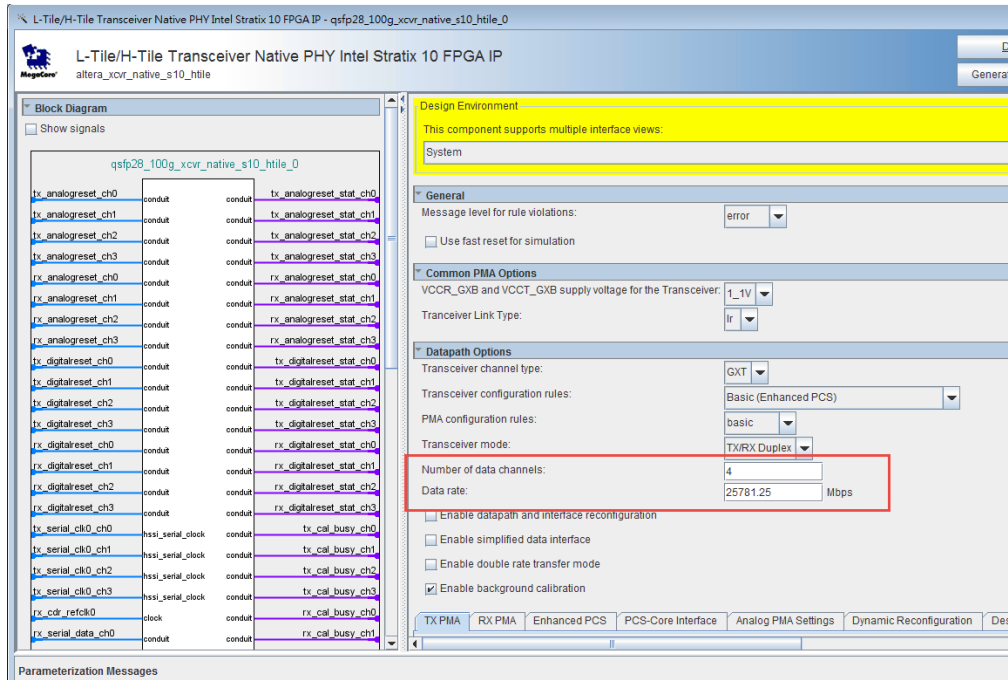 L-Tile/H-Tile Transceiver Native PHY Intel Stratix 10 FPGA IP - qsfp28_100g_xcvr_native_s10_htile_0
L-Tile/H-Tile Transceiver Native PHY Intel Stratix 10 FPGA IP
MegaCore'
altera_xcvr_native_s10_htile
D
Generat
Block Diagram
Show signals
qsfp28_100g_xcvr_native_s10_htile_0
tx_analogreset_ch0 conduit conduit tx_analogreset_stat_ch0
tx_analogreset_ch1 conduit conduit tx_analogreset_stat_ch1
tx_analogreset_ch2 conduit conduit tx_analogreset_stat_ch2
tx_analogreset_ch3 conduit conduit tx_analogreset_stat_ch3
rx_analogreset_ch0 conduit conduit rx_analogreset_stat_ch0
rx_analogreset_ch1 conduit conduit rx_analogreset_stat_ch1
rx_analogreset_ch2 conduit conduit rx_analogreset_stat_ch2
rx_analogreset_ch3 conduit conduit rx_analogreset_stat_ch3
tx_digitalreset_ch0 conduit conduit tx_digitalreset_stat_ch0
tx_digitalreset_ch1 conduit conduit tx_digitalreset_stat_ch1
tx_digitalreset_ch2 conduit conduit tx_digitalreset_stat_ch2
tx_digitalreset_ch3 conduit conduit tx_digitalreset_stat_ch3
rx_digitalreset_ch0 conduit conduit rx_digitalreset_stat_ch0
rx_digitalreset_ch1 conduit conduit rx_digitalreset_stat_ch1
rx_digitalreset_ch2 conduit conduit rx_digitalreset_stat_ch2
rx_digitalreset_ch3 conduit conduit rx_digitalreset_stat_ch3
tx_serial_clk0_ch0 hssi_serial_clock conduit tx_cal_busy_ch0
tx_serial_clk0_ch1 hssi_serial_clock conduit tx_cal_busy_ch1
tx_serial_clk0_ch2 hssi_serial_clock conduit tx_cal_busy_ch2
tx_serial_clk0_ch3 hssi_serial_clock conduit tx_cal_busy_ch3
rx_cdr_refclk0 clock conduit rx_cal_busy_ch0
rx_serial_data_ch0 conduit conduit rx_cal_busy_ch1
Design Environment
This component supports multiple interface views:
System
General
Message level for rule violations: error
Use fast reset for simulation
Common PMA Options
VCCR_GXB and VCCT_GXB supply voltage for the Transceiver: 1_1V
Tranceiver Link Type: lr
Datapath Options
Transceiver channel type: GXT
Transceiver configuration rules: Basic (Enhanced PCS)
PMA configuration rules: basic
Transceiver mode: TX/RX Duplex
Number of data channels: 4
Data rate: 25781.25 Mbps
Enable datapath and interface reconfiguration
Enable simplified data interface
Enable double rate transfer mode
Enable background calibration
TX PMA RX PMA Enhanced PCS PCS-Core Interface Analog PMA Settings Dynamic Reconfiguration Des
Parameterization Messages